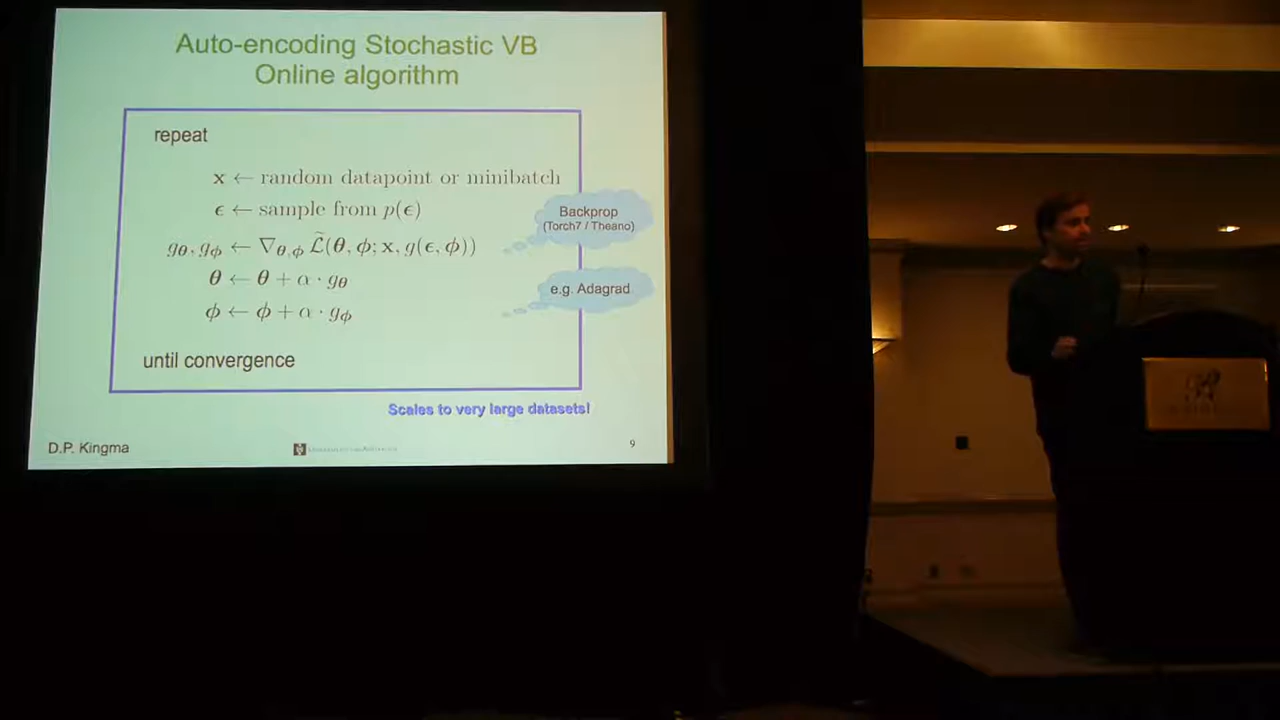 Auto-encoding Stochastic VB
Online algorithm
repeat
x ← random datapoint or minibatch
ϵ ← sample from p(ϵ)
g_θ, g_ϕ ← ∇_θ,ϕ L̃(θ, ϕ; x, g(ϵ, ϕ))
θ ← θ + α · g_θ
ϕ ← ϕ + α · g_ϕ
until convergence
Backprop
(Torch7 / Theano)
e.g. Adagrad
Scales to very large datasets!
D.P. Kingma
9